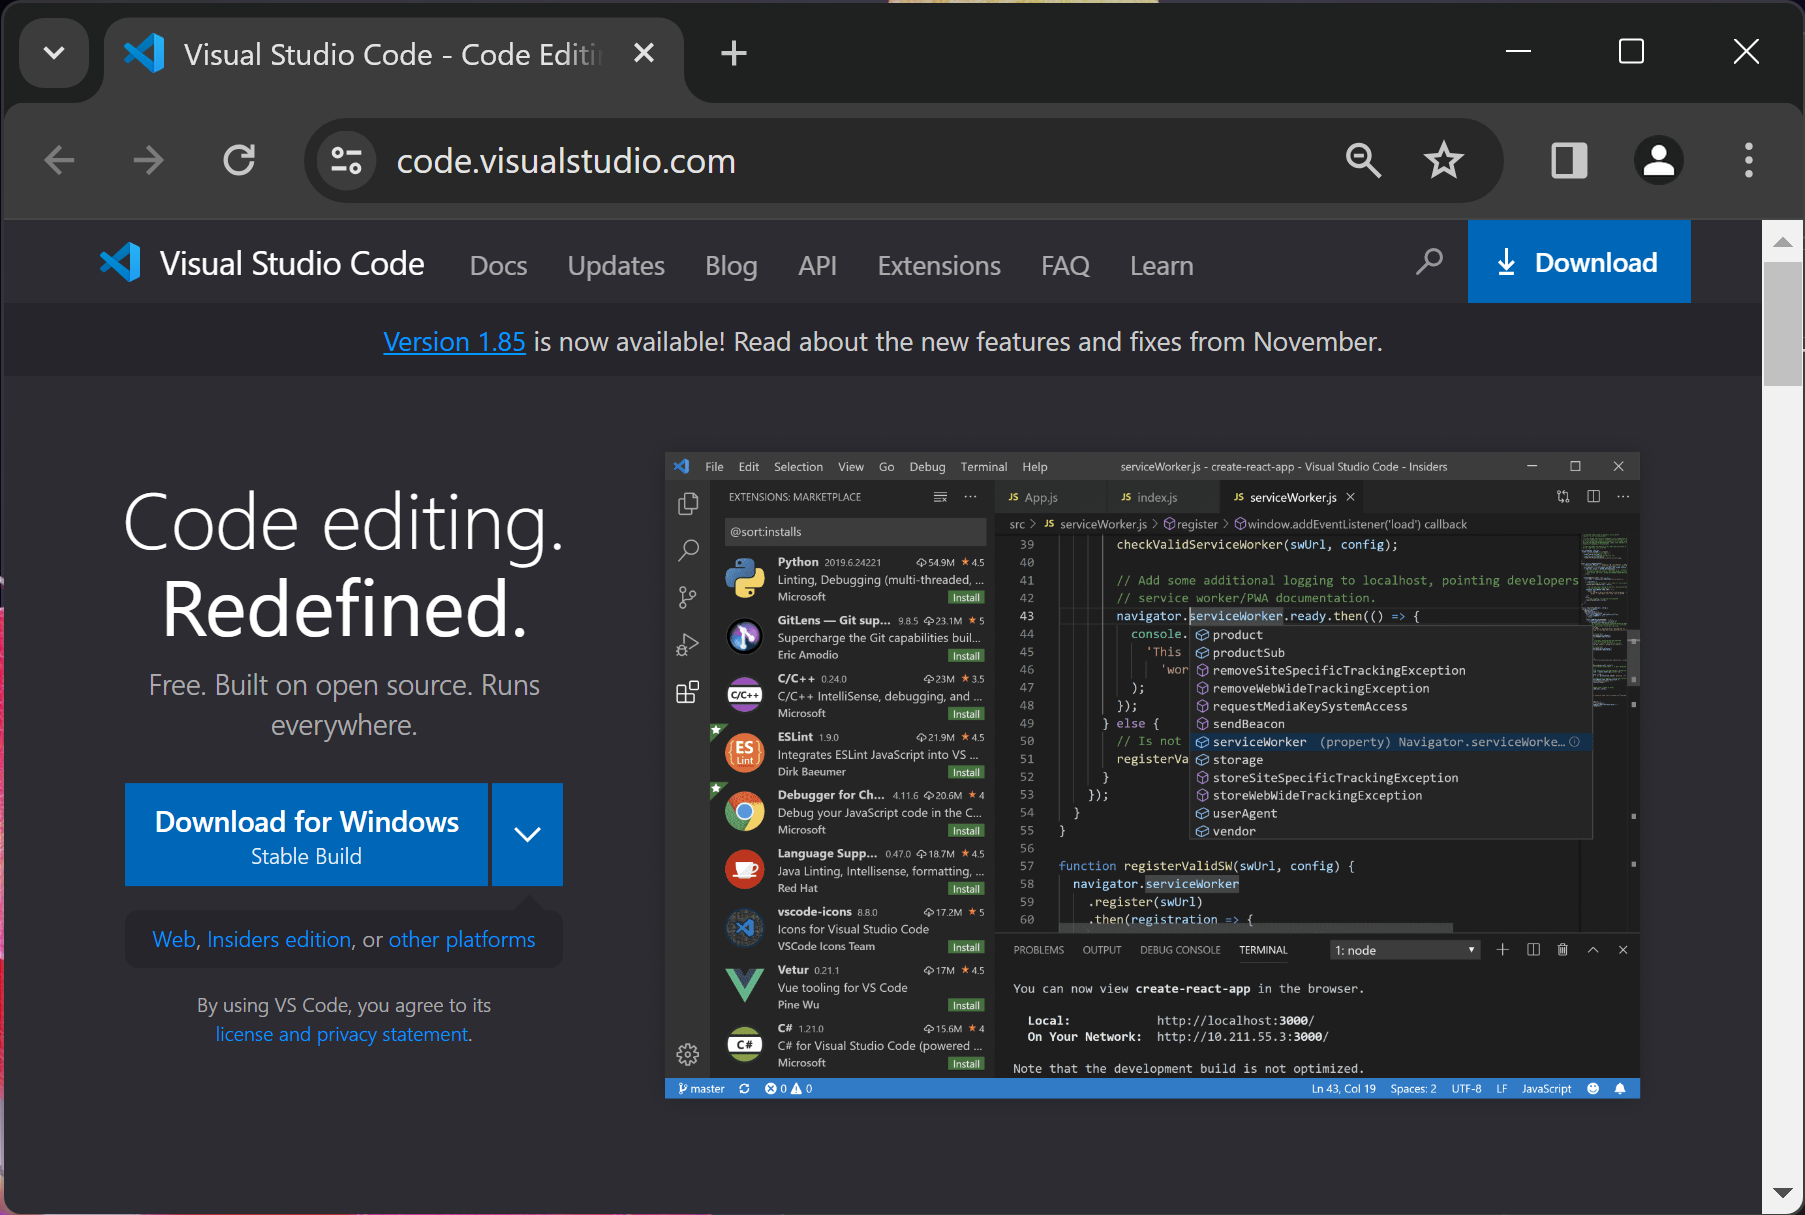 Visual Studio Code - Code Editi
code.visualstudio.com
Visual Studio Code Docs Updates Blog API Extensions FAQ Learn Download
Version 1.85 is now available! Read about the new features and fixes from November.
Code editing.
Redefined.
Free. Built on open source. Runs
everywhere.
Download for Windows
Stable Build
Web, Insiders edition, or other platforms
By using VS Code, you agree to its
license and privacy statement.
File Edit Selection View Go Debug Terminal Help serviceWorker.js - create-react-app - Visual Studio Code - Insiders
EXTENSIONS: MARKETPLACE
@sort:installs
Python 2019.6.24221 54.9M 4.5
Linting, Debugging (multi-threaded, ...
Microsoft Install
GitLens — Git sup... 9.8.5 23.1M 5
Supercharge the Git capabilities buil...
Eric Amodio Install
C/C++
C/C++ 0.24.0 23M 3.5
C/C++ IntelliSense, debugging, and ...
Microsoft Install
ES
Lint
ESLint 1.9.0 21.9M 4.5
Integrates ESLint JavaScript into VS ...
Dirk Baeumer Install
Debugger for Ch... 4.11.6 20.6M 4
Debug your JavaScript code in the C...
Microsoft Install
Language Supp... 0.47.0 18.7M 4.5
Java Linting, Intellisense, formatting, ...
Red Hat Install
vscode-icons 8.8.0 17.2M 5
Icons for Visual Studio Code
VSCode Icons Team Install
Vetur 0.21.1 17M 4.5
Vue tooling for VS Code
Pine Wu Install
C#
C# 1.21.0 15.6M 4
C# for Visual Studio Code (powered ...
Microsoft Install
JS App.js JS index.js JS serviceWorker.js
src > JS serviceWorker.js > register > window.addEventListener('load') callback
39 checkValidServiceWorker(swUrl, config);
40
41 // Add some additional logging to localhost, pointing developers
42 // service worker/PWA documentation.
43 navigator.serviceWorker.ready.then(() => {
44 console.
45 'This
46 'wor
47 );
48 });
49 } else {
50 // Is not
51 registerVa
52 }
53 });
54 }
55 }
56
57 function registerValidSW(swUrl, config) {
58 navigator.serviceWorker
59 .register(swUrl)
60 .then(registration => {
product
productSub
removeSiteSpecificTrackingException
removeWebWideTrackingException
requestMediaKeySystemAccess
sendBeacon
serviceWorker (property) Navigator.serviceWorke...
storage
storeSiteSpecificTrackingException
storeWebWideTrackingException
userAgent
vendor
PROBLEMS OUTPUT DEBUG CONSOLE TERMINAL 1: node
You can now view create-react-app in the browser.
Local: http://localhost:3000/
On Your Network: http://10.211.55.3:3000/
Note that the development build is not optimized.
master 0 0 Ln 43, Col 19 Spaces: 2 UTF-8 LF JavaScript